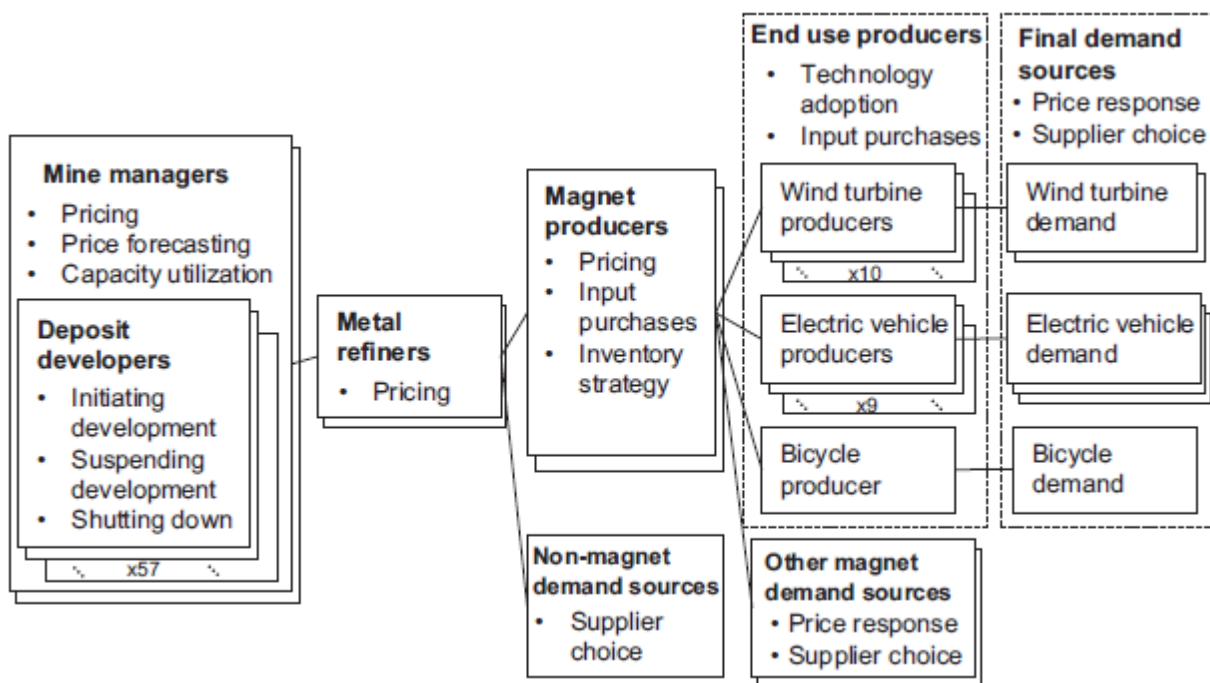 Mine managers
• Pricing
• Price forecasting
• Capacity utilization
Deposit
developers
• Initiating
development
• Suspending
development
• Shutting down
x57
Metal
refiners
• Pricing
Magnet
producers
• Pricing
• Input
purchases
• Inventory
strategy
Non-magnet
demand sources
• Supplier
choice
End use producers
• Technology
adoption
• Input purchases
Wind turbine
producers
x10
Electric vehicle
producers
x9
Bicycle
producer
Other magnet
demand sources
• Price response
• Supplier choice
Final demand
sources
• Price response
• Supplier choice
Wind turbine
demand
Electric vehicle
demand
Bicycle
demand